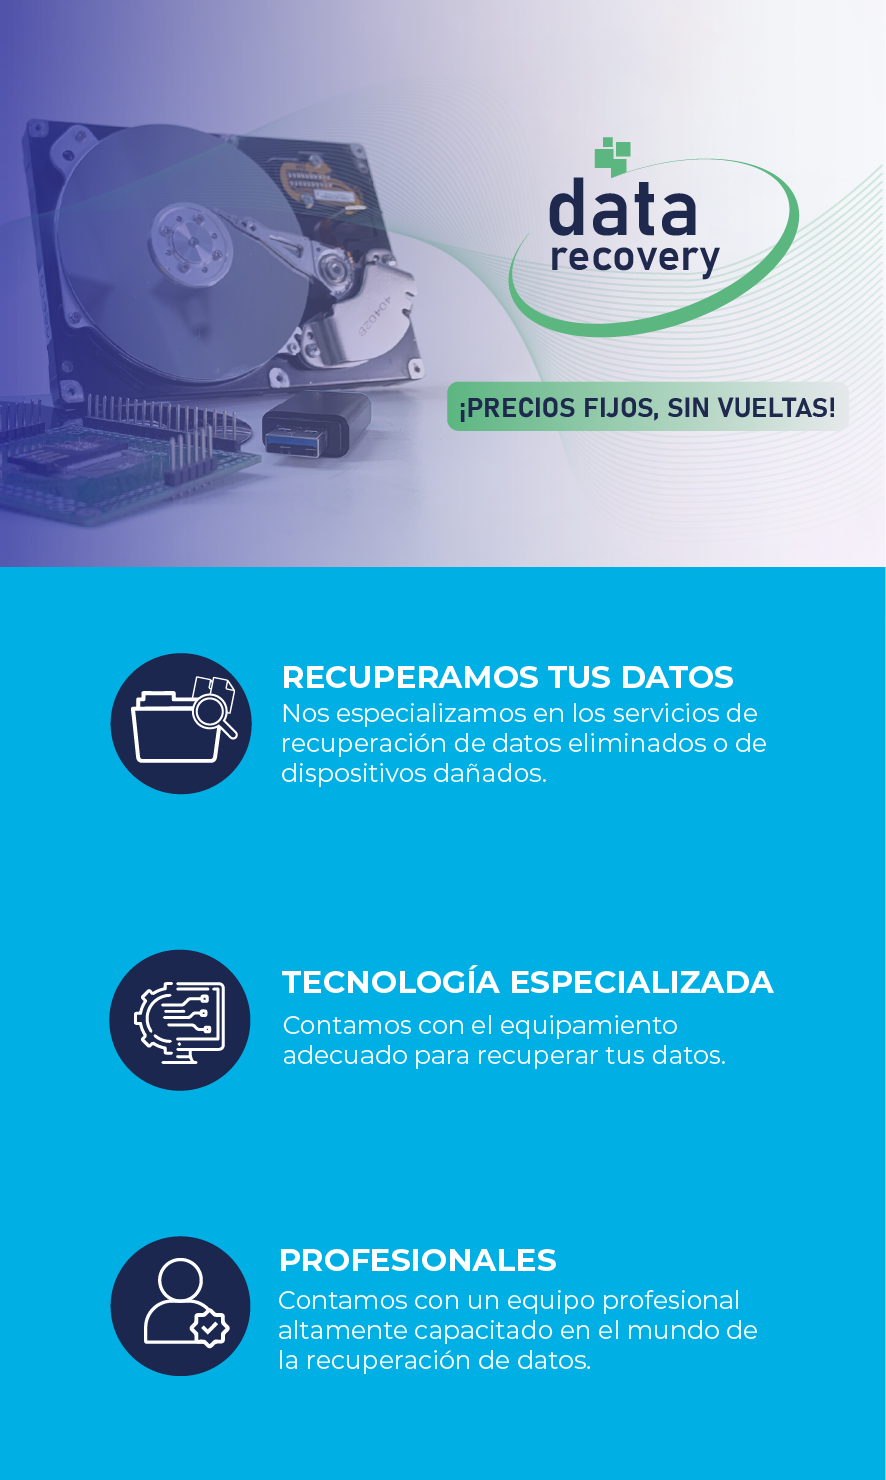 data
recovery
¡PRECIOS FIJOS, SIN VUELTAS!
40402B
RECUPERAMOS TUS DATOS
Nos especializamos en los servicios de
recuperación de datos eliminados o de
dispositivos dañados.
TECNOLOGÍA ESPECIALIZADA
Contamos con el equipamiento
adecuado para recuperar tus datos.
PROFESIONALES
Contamos con un equipo profesional
altamente capacitado en el mundo de
la recuperación de datos.